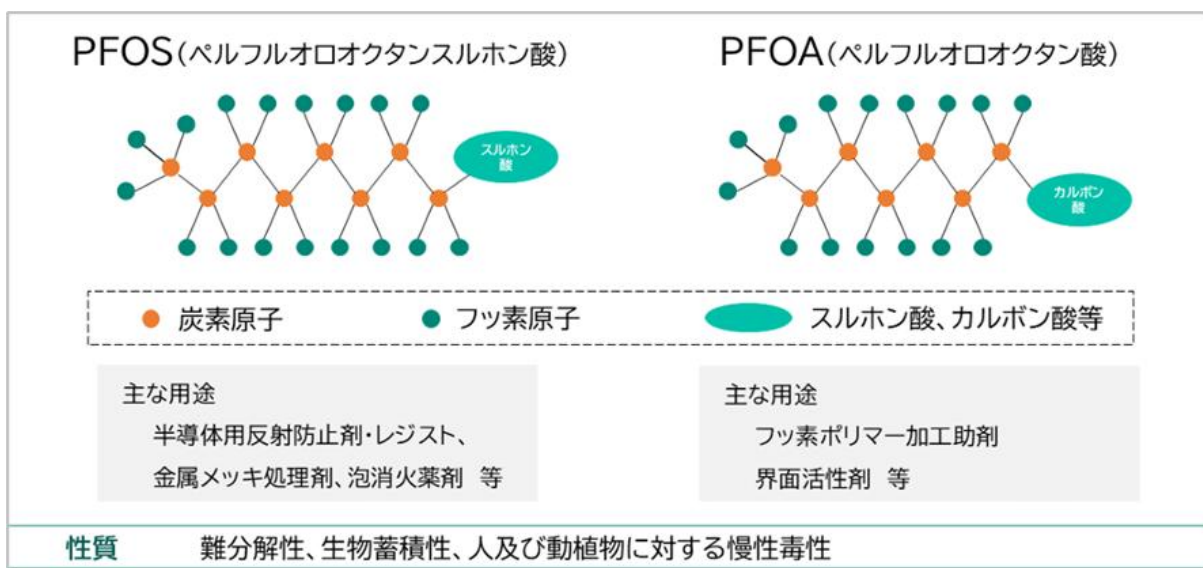 PFOS(ペルフルオロオクタンスルホン酸)
PFOA(ペルフルオロオクタン酸)
スルホン
酸
カルボン
酸
炭素原子
フッ素原子
スルホン酸、カルボン酸等
主な用途
半導体用反射防止剤・レジスト、
金属メッキ処理剤、泡消火薬剤 等
主な用途
フッ素ポリマー加工助剤
界面活性剤 等
性質 難分解性、生物蓄積性、人及び動植物に対する慢性毒性